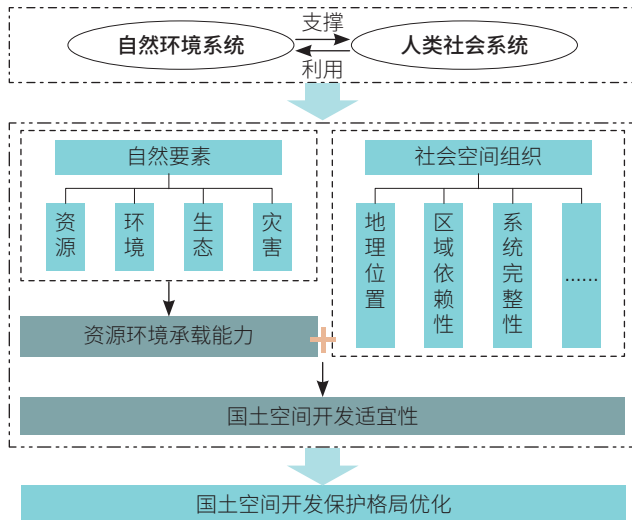 支撑
自然环境系统
人类社会系统
利用
自然要素
社会空间组织
资源
环境
生态
灾害
地理位置
区域依赖性
系统完整性
......
资源环境承载能力
+
国土空间开发适宜性
国土空间开发保护格局优化